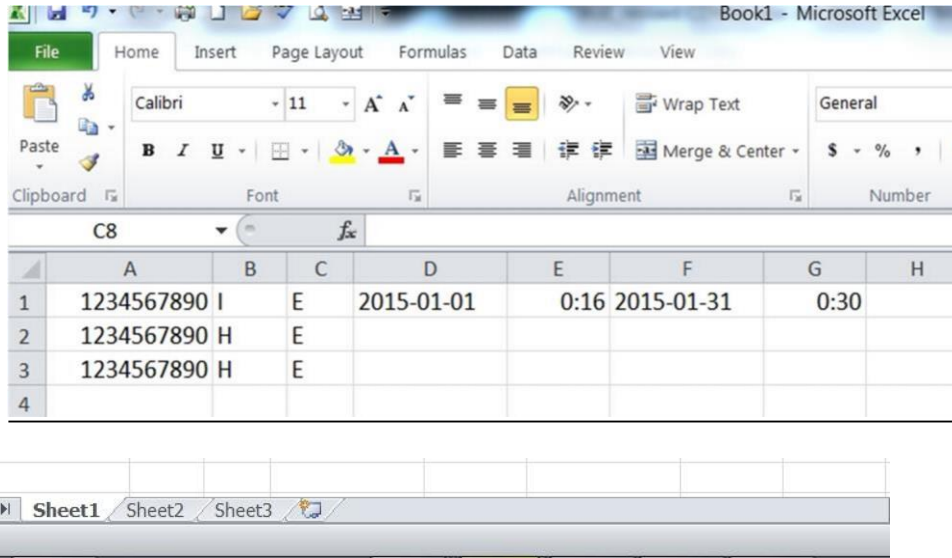 Book1 - Microsoft Excel
File Home Insert Page Layout Formulas Data Review View
Calibri 11 A A Wrap Text General
Paste B I U A Merge & Center $ % ,
Clipboard Font Alignment Number
C8 fx
A B C D E F G H
1 1234567890 I E 2015-01-01 0:16 2015-01-31 0:30
2 1234567890 H E
3 1234567890 H E
4
Sheet1 Sheet2 Sheet3